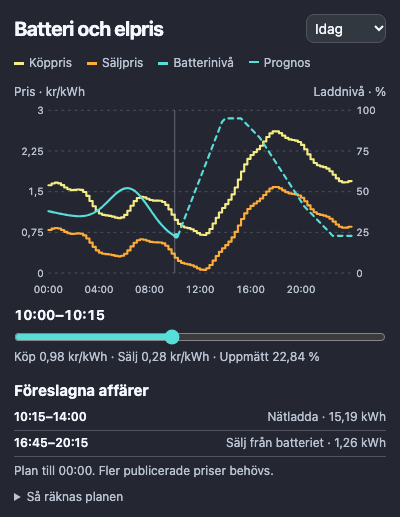 Batteri och elpris
Idag
Köppris Säljpris Batterinivå Prognos
Pris · kr/kWh Laddnivå · %
3 100
2,25 75
1,5 50
0,75 25
0 0
00:00 04:00 08:00 12:00 16:00 20:00
10:00–10:15
Köp 0,98 kr/kWh · Sälj 0,28 kr/kWh · Uppmätt 22,84 %
Föreslagna affärer
10:15–14:00 Nätladda · 15,19 kWh
16:45–20:15 Sälj från batteriet · 1,26 kWh
Plan till 00:00. Fler publicerade priser behövs.
Så räknas planen